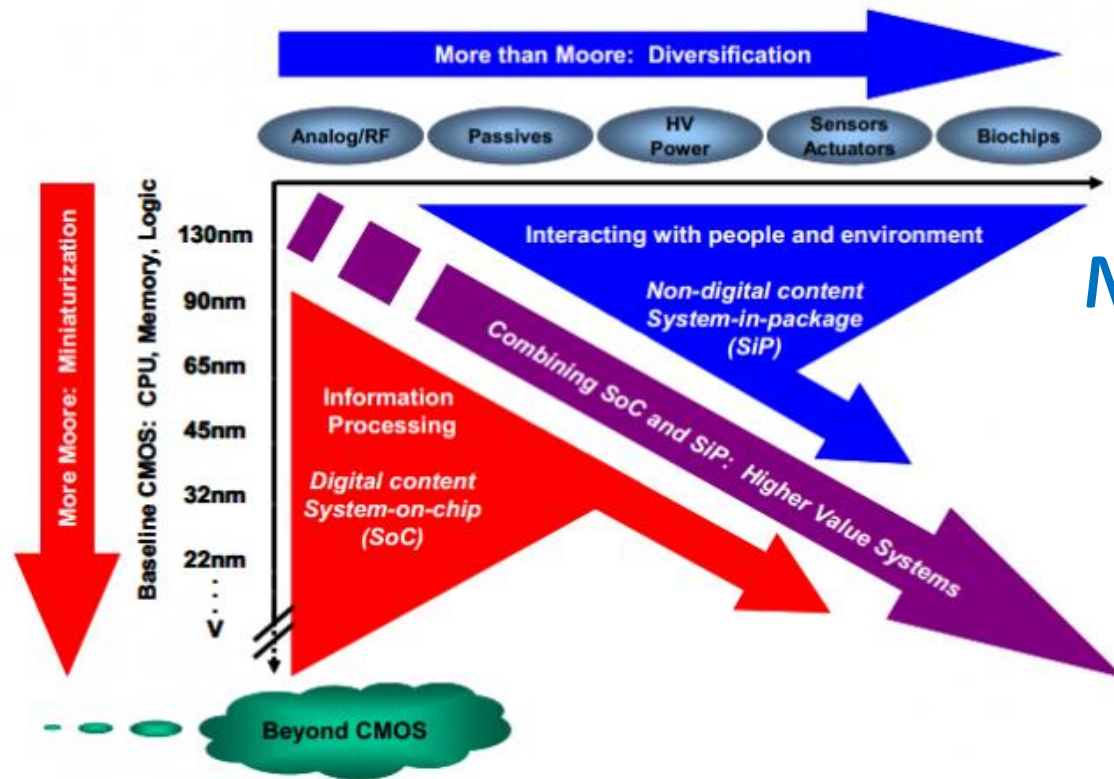 More than Moore: Diversification
Analog/RF
Passives
HV
Power
Sensors
Actuators
Biochips
More Moore: Miniaturization
Baseline CMOS: CPU, Memory, Logic
130nm
90nm
65nm
45nm
32nm
22nm
V
Interacting with people and environment
Non-digital content
System-in-package
(SiP)
Combining SoC and SiP: Higher Value Systems
Information
Processing
Digital content
System-on-chip
(SoC)
Beyond CMOS